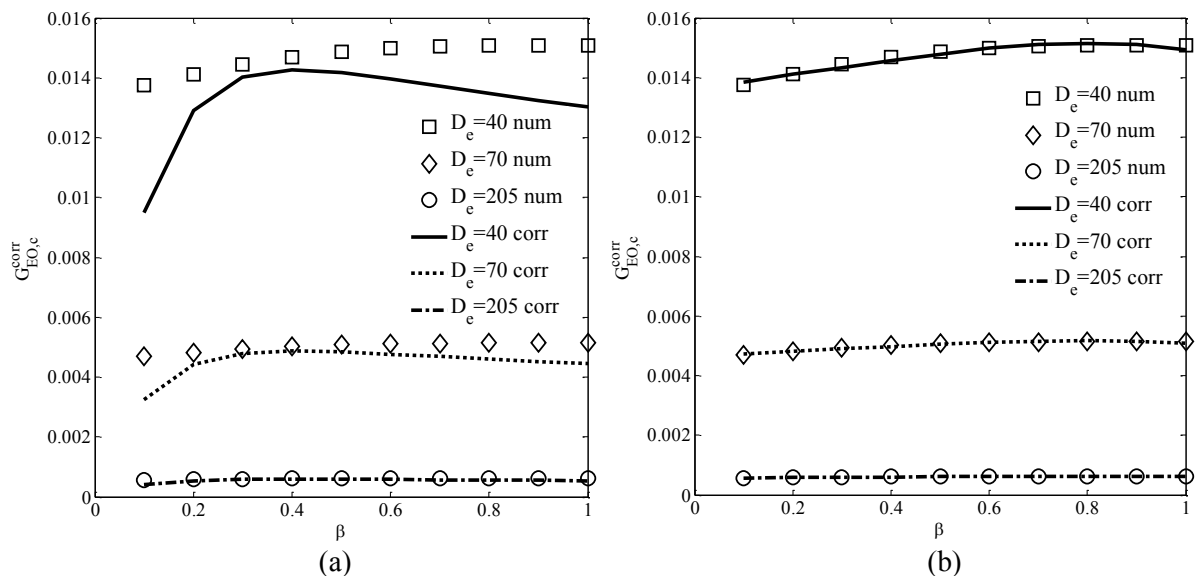 0.016
0.014
0.012
0.01
0.008
0.006
0.004
0.002
0
0
0.2
0.4
0.6
0.8
1
G_EO,c^corr
β
D_e=40 num
D_e=70 num
D_e=205 num
D_e=40 corr
D_e=70 corr
D_e=205 corr
(a)
0.016
0.014
0.012
0.01
0.008
0.006
0.004
0.002
0
0
0.2
0.4
0.6
0.8
1
G_EO,c^corr
β
D_e=40 num
D_e=70 num
D_e=205 num
D_e=40 corr
D_e=70 corr
D_e=205 corr
(b)